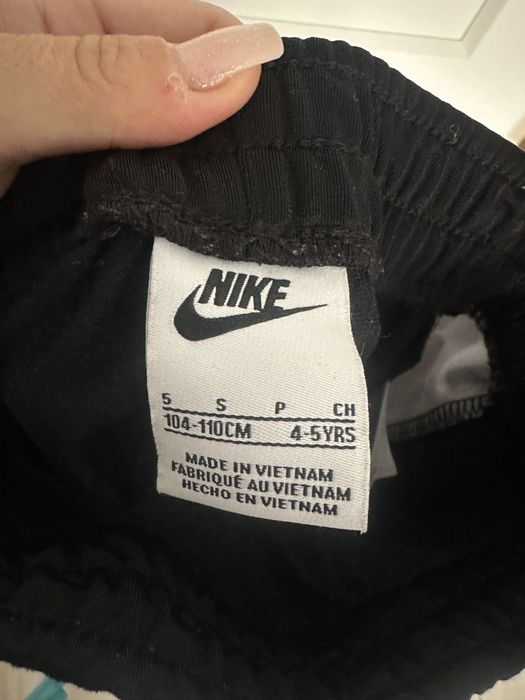 NIKE
5 S P CH
104-110CM 4-5YRS
MADE IN VIETNAM
FABRIQUÉ AU VIETNAM
HECHO EN VIETNAM